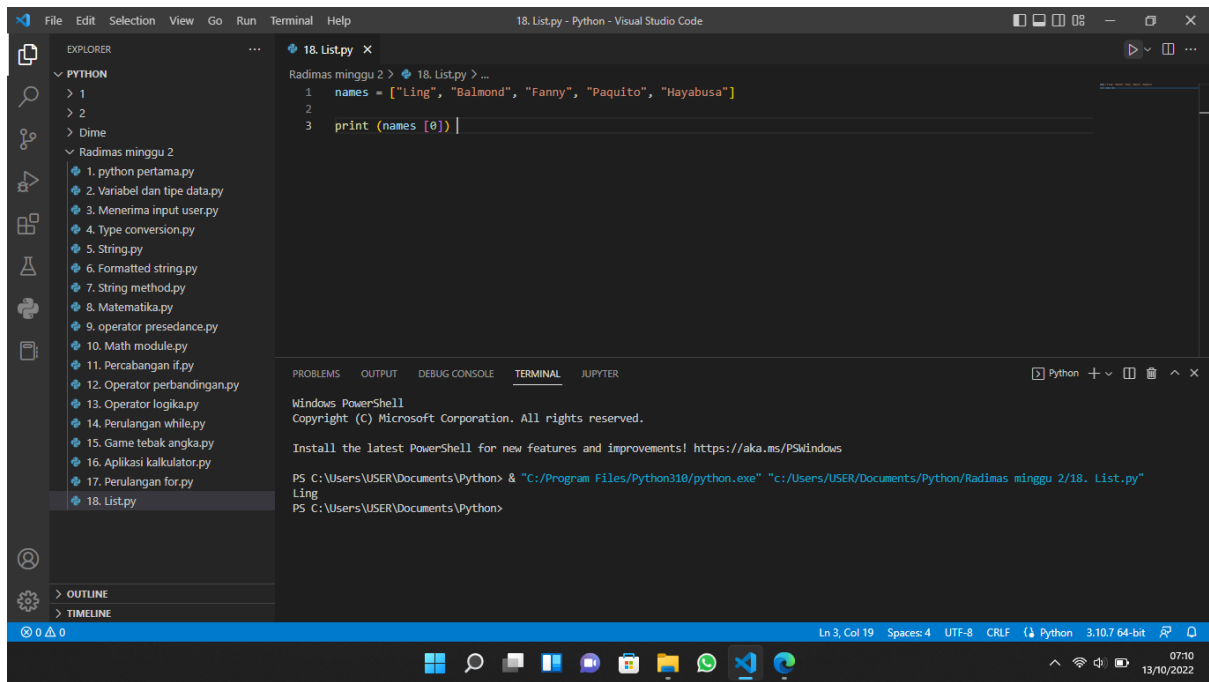 File Edit Selection View Go Run Terminal Help 18. List.py - Python - Visual Studio Code
EXPLORER
PYTHON
1
2
Dime
Radimas minggu 2
1. python pertama.py
2. Variabel dan tipe data.py
3. Menerima input user.py
4. Type conversion.py
5. String.py
6. Formatted string.py
7. String method.py
8. Matematika.py
9. operator presedance.py
10. Math module.py
11. Percabangan if.py
12. Operator perbandingan.py
13. Operator logika.py
14. Perulangan while.py
15. Game tebak angka.py
16. Aplikasi kalkulator.py
17. Perulangan for.py
18. List.py
OUTLINE
TIMELINE
18. List.py
Radimas minggu 2 > 18. List.py > ...
1 names = ["Ling", "Balmond", "Fanny", "Paquito", "Hayabusa"]
2
3 print (names [0])
PROBLEMS OUTPUT DEBUG CONSOLE TERMINAL JUPYTER Python
Windows PowerShell
Copyright (C) Microsoft Corporation. All rights reserved.
Install the latest PowerShell for new features and improvements! https://aka.ms/PSWindows
PS C:\Users\USER\Documents\Python> & "C:/Program Files/Python310/python.exe" "c:/Users/USER/Documents/Python/Radimas minggu 2/18. List.py"
Ling
PS C:\Users\USER\Documents\Python>
0 0 Ln 3, Col 19 Spaces: 4 UTF-8 CRLF Python 3.10.7 64-bit
07:10
13/10/2022